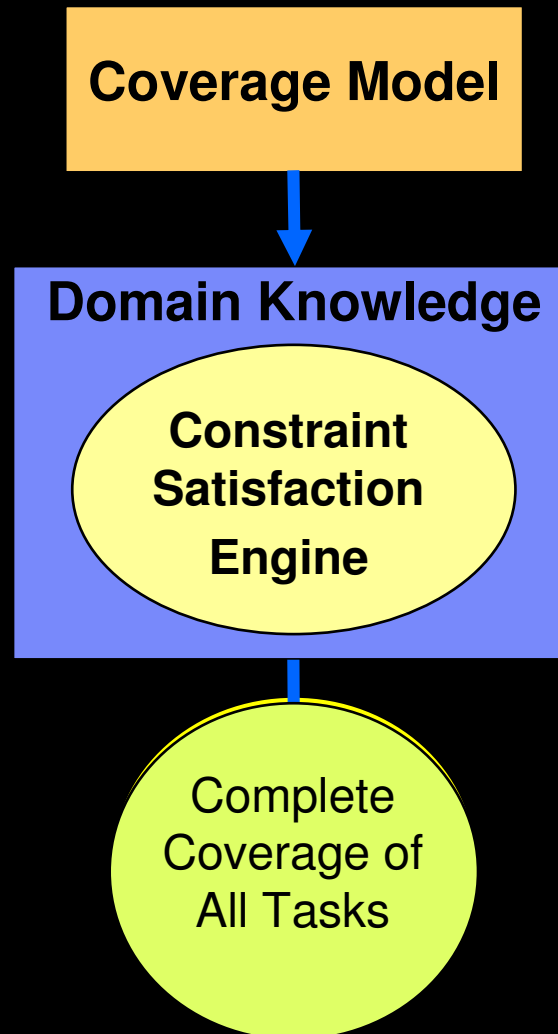 Coverage Model
Domain Knowledge
Constraint
Satisfaction
Engine
Complete
Coverage of
All Tasks